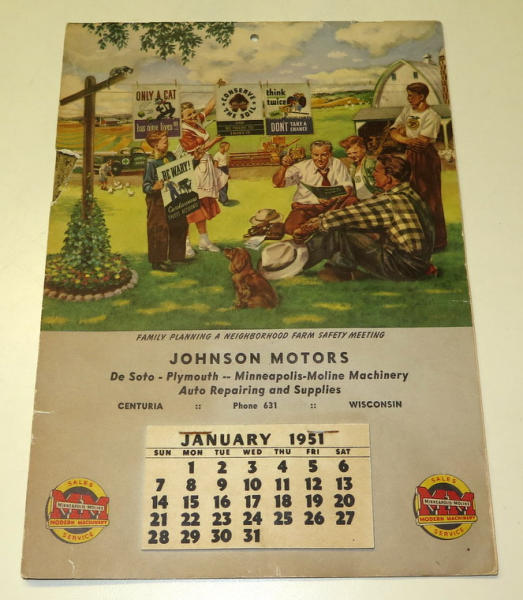 ONLY A CAT
has nine lives!!
CONSERVE
THE SOIL
think
twice
DON'T TAKE A
CHANCE
BE WARY!
Carelessness
FAMILY PLANNING A NEIGHBORHOOD FARM SAFETY MEETING
JOHNSON MOTORS
De Soto - Plymouth -- Minneapolis-Moline Machinery
Auto Repairing and Supplies
CENTURIA :: Phone 631 :: WISCONSIN
JANUARY 1951
SUN MON TUE WED THU FRI SAT
1 2 3 4 5 6
7 8 9 10 11 12 13
14 15 16 17 18 19 20
21 22 23 24 25 26 27
28 29 30 31
SALES
MM
MINNEAPOLIS-MOLINE
MODERN MACHINERY
SERVICE
SALES
MM
MINNEAPOLIS-MOLINE
MODERN MACHINERY
SERVICE